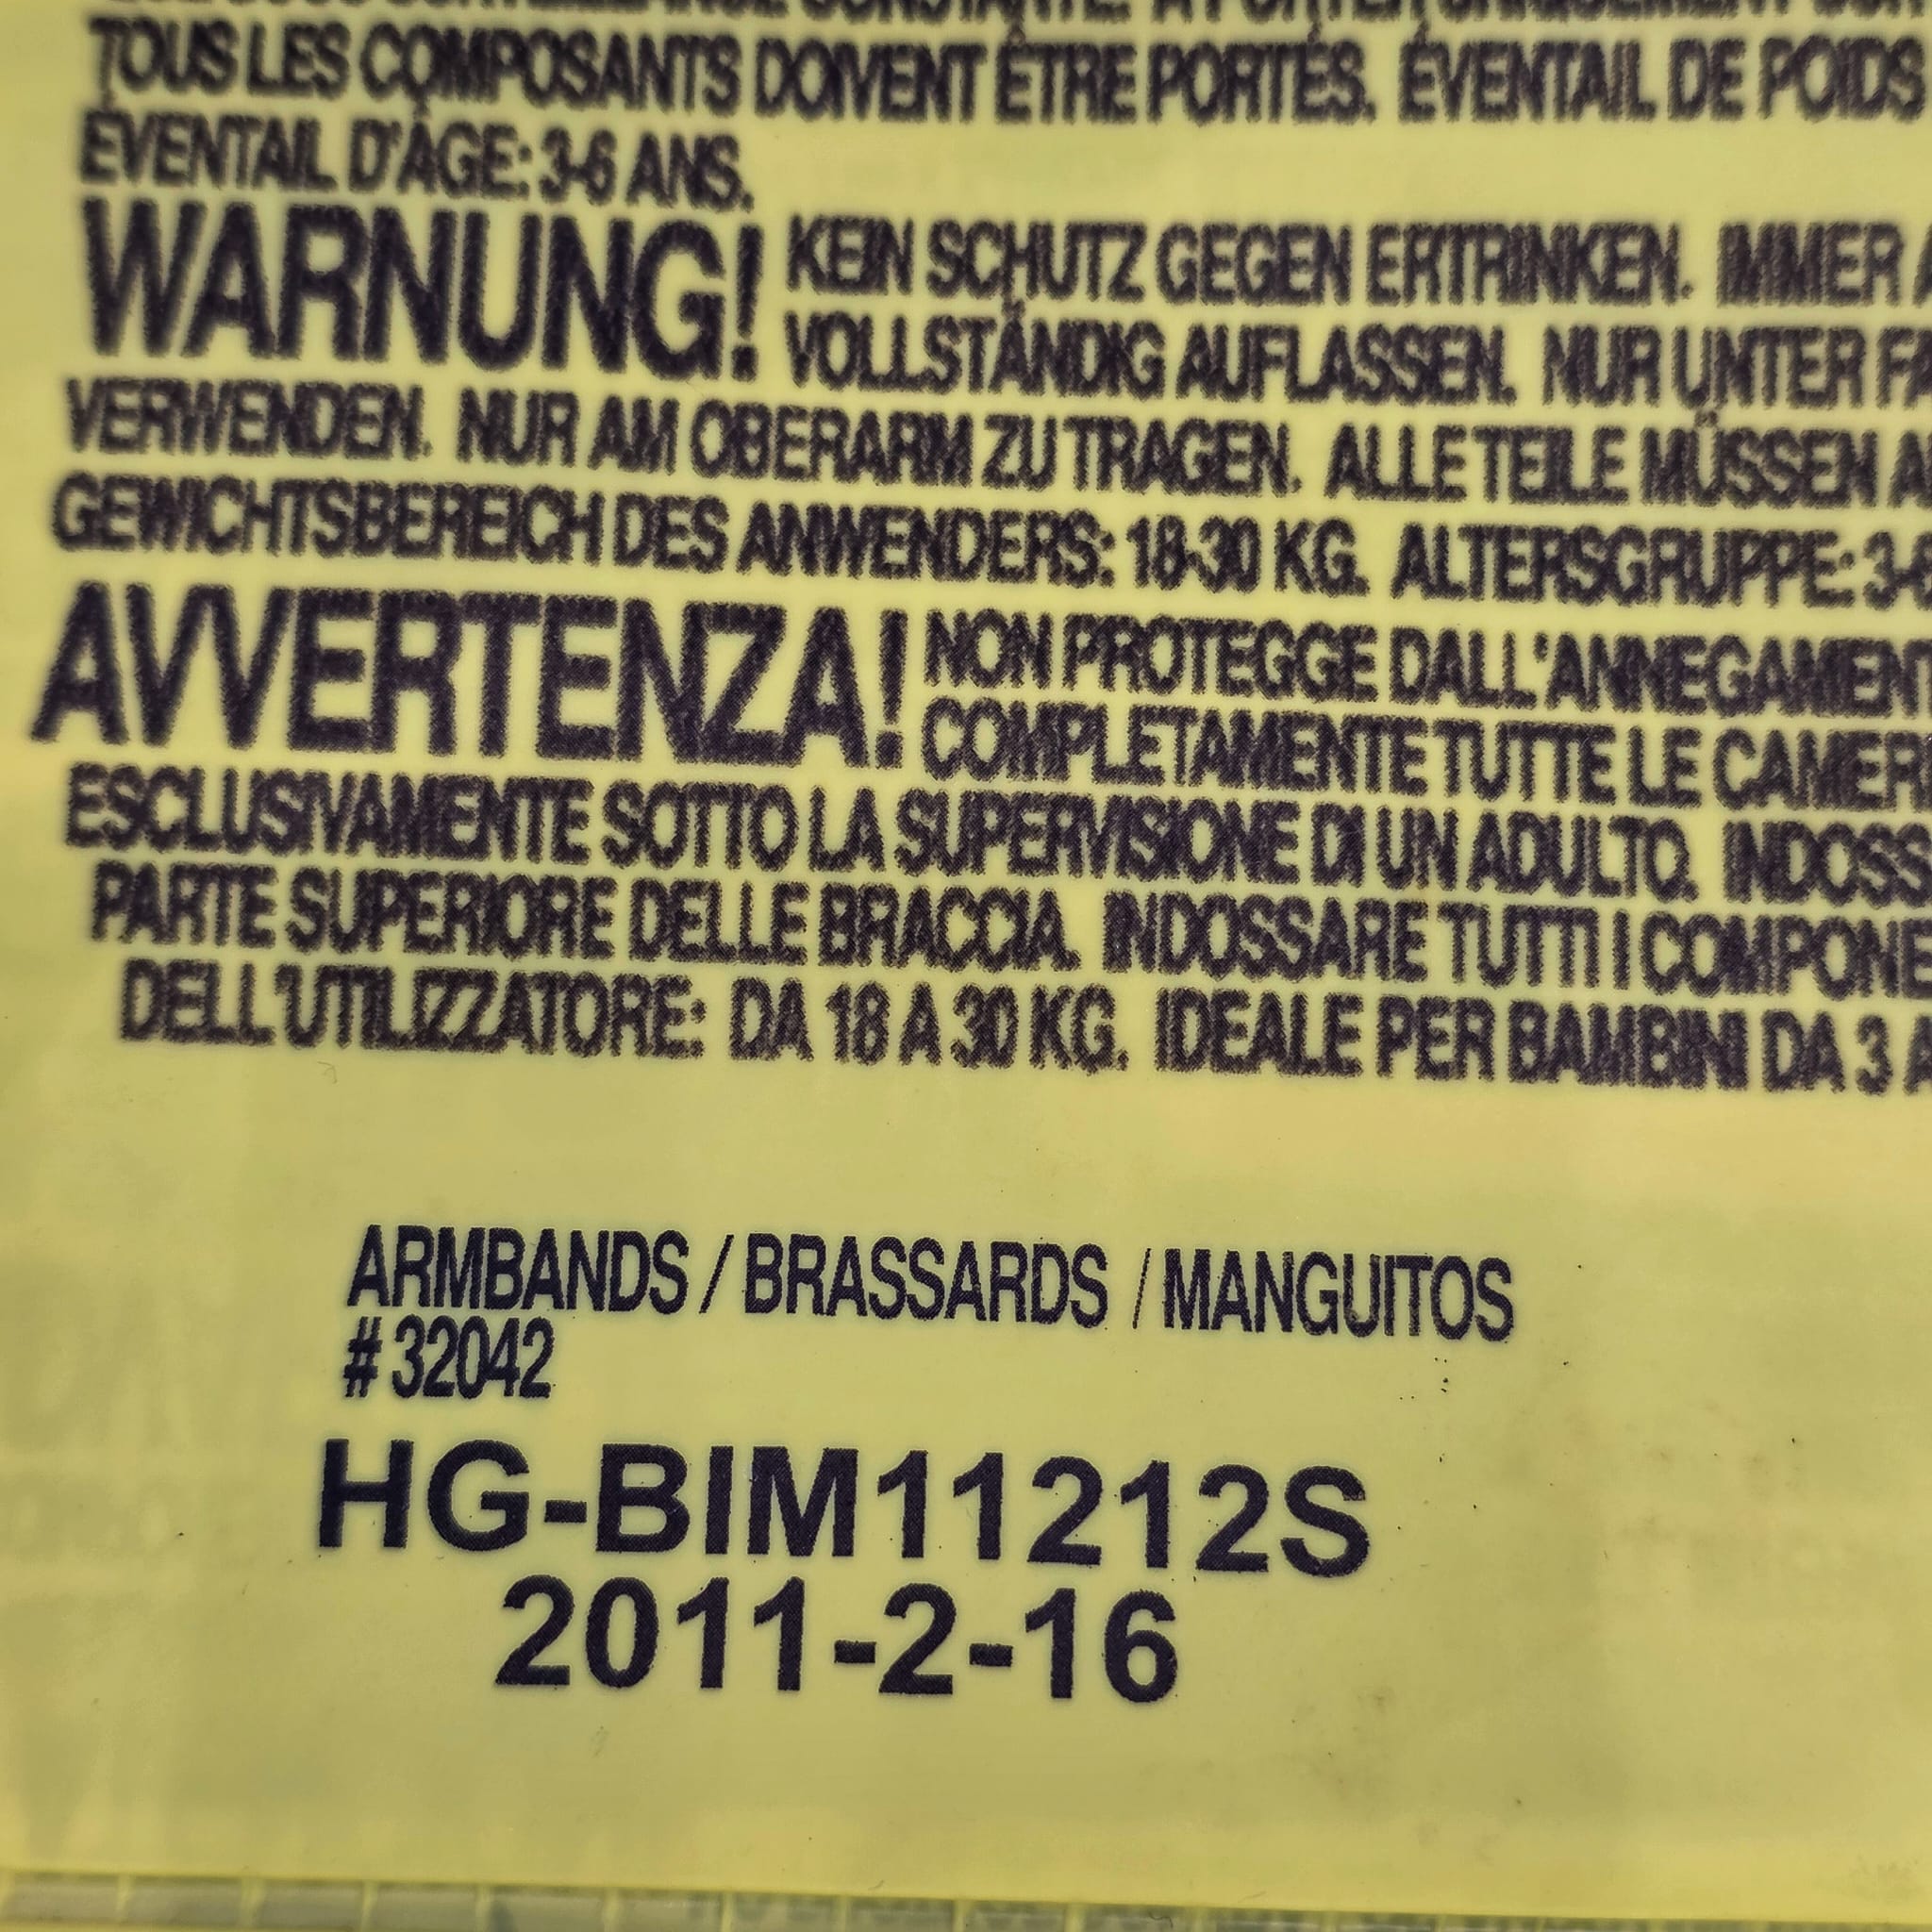 TOUS LES COMPOSANTS DOIVENT ÊTRE PORTÉS. ÉVENTAIL DE POIDS
ÉVENTAIL D'ÂGE: 3-6 ANS.
WARNUNG! KEIN SCHUTZ GEGEN ERTRINKEN. IMMER
VOLLSTÄNDIG AUFLASSEN. NUR UNTER
VERWENDEN. NUR AM OBERARM ZU TRAGEN. ALLE TEILE MÜSSEN
GEWICHTSBEREICH DES ANWENDERS: 18-30 KG. ALTERSGRUPPE: 3-6
AVVERTENZA! NON PROTEGGE DALL'ANNEGAMENT
COMPLETAMENTE TUTTE LE CAMER
ESCLUSIVAMENTE SOTTO LA SUPERVISIONE DI UN ADULTO. INDOSS
PARTE SUPERIORE DELLE BRACCIA. INDOSSARE TUTTI I COMPONE
DELL'UTILIZZATORE: DA 18 A 30 KG. IDEALE PER BAMBINI DA 3 A
ARMBANDS / BRASSARDS / MANGUITOS
# 32042
HG-BIM11212S
2011-2-16